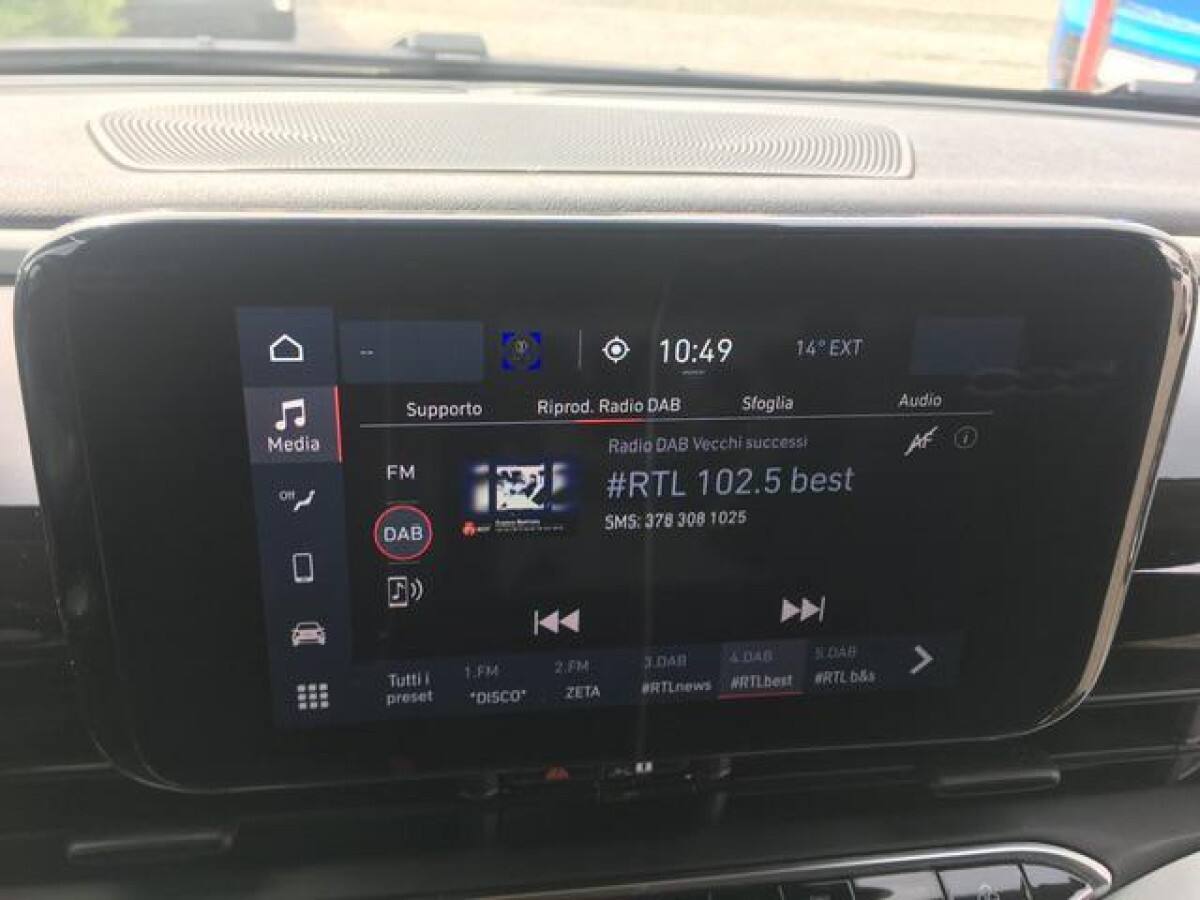 --
10:49
14° EXT
Supporto
Riprod. Radio DAB
Sfoglia
Audio
Media
Radio DAB Vecchi successi
AF
i
FM
#RTL 102.5 best
SMS: 378 308 1025
Off
DAB
Tutti i
preset
1.FM
*DISCO*
2.FM
ZETA
3.DAB
#RTLnews
4.DAB
#RTLbest
5.DAB
#RTL b&s